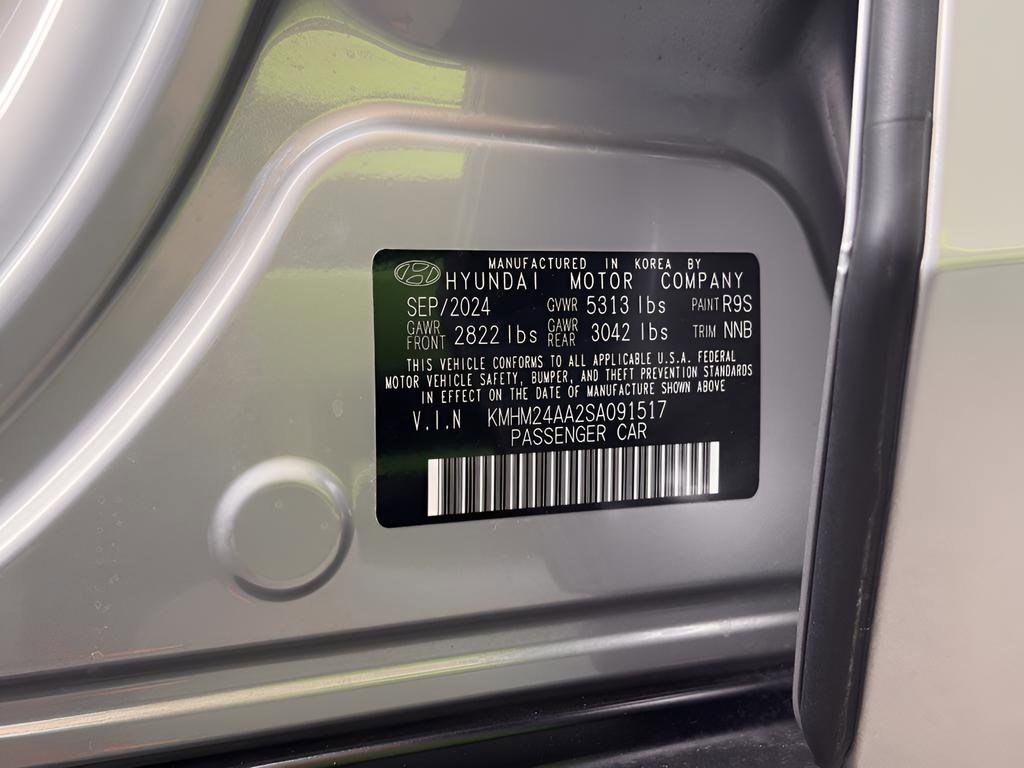 MANUFACTURED IN KOREA BY
HYUNDAI MOTOR COMPANY
SEP/2024 GVWR 5313 lbs PAINT R9S
GAWR FRONT 2822 lbs GAWR REAR 3042 lbs TRIM NNB
THIS VEHICLE CONFORMS TO ALL APPLICABLE U.S.A. FEDERAL
MOTOR VEHICLE SAFETY, BUMPER, AND THEFT PREVENTION STANDARDS
IN EFFECT ON THE DATE OF MANUFACTURE SHOWN ABOVE
V.I.N KMHM24AA2SA091517
PASSENGER CAR